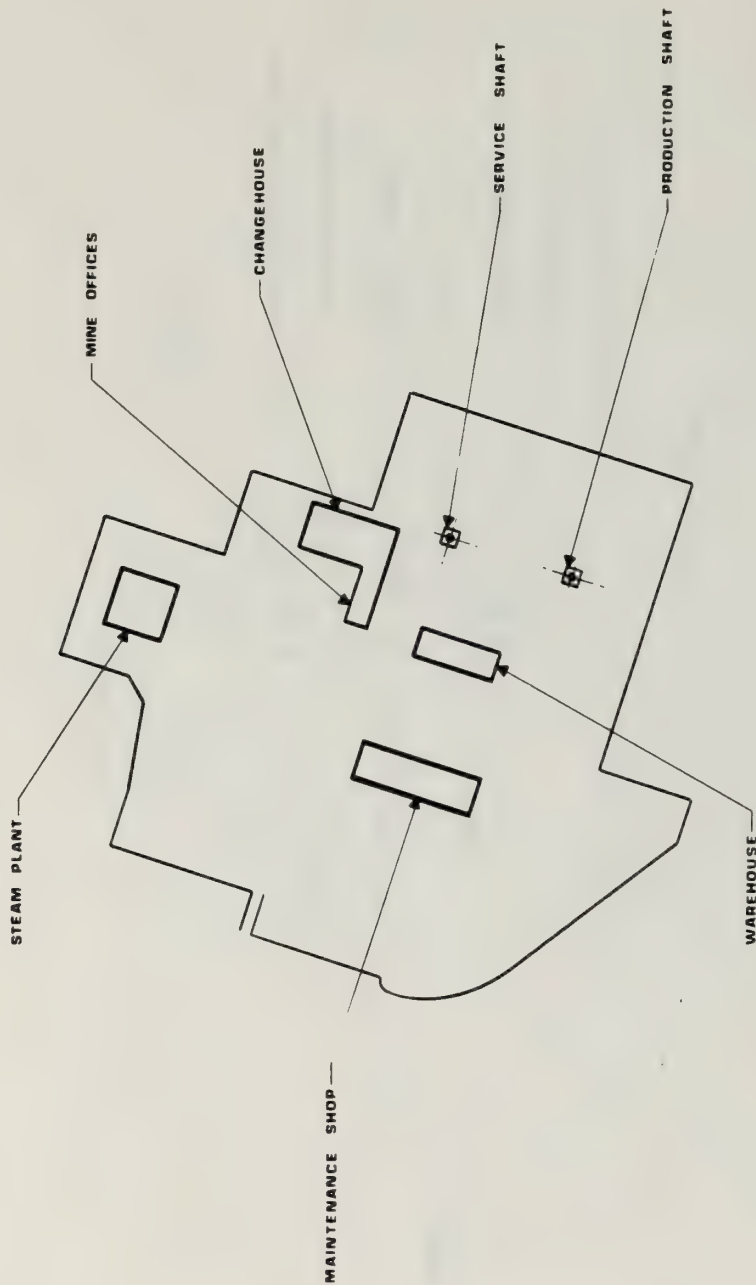 STEAM PLANT
MINE OFFICES
CHANGEHOUSE
SERVICE SHAFT
PRODUCTION SHAFT
MAINTENANCE SHOP
WAREHOUSE